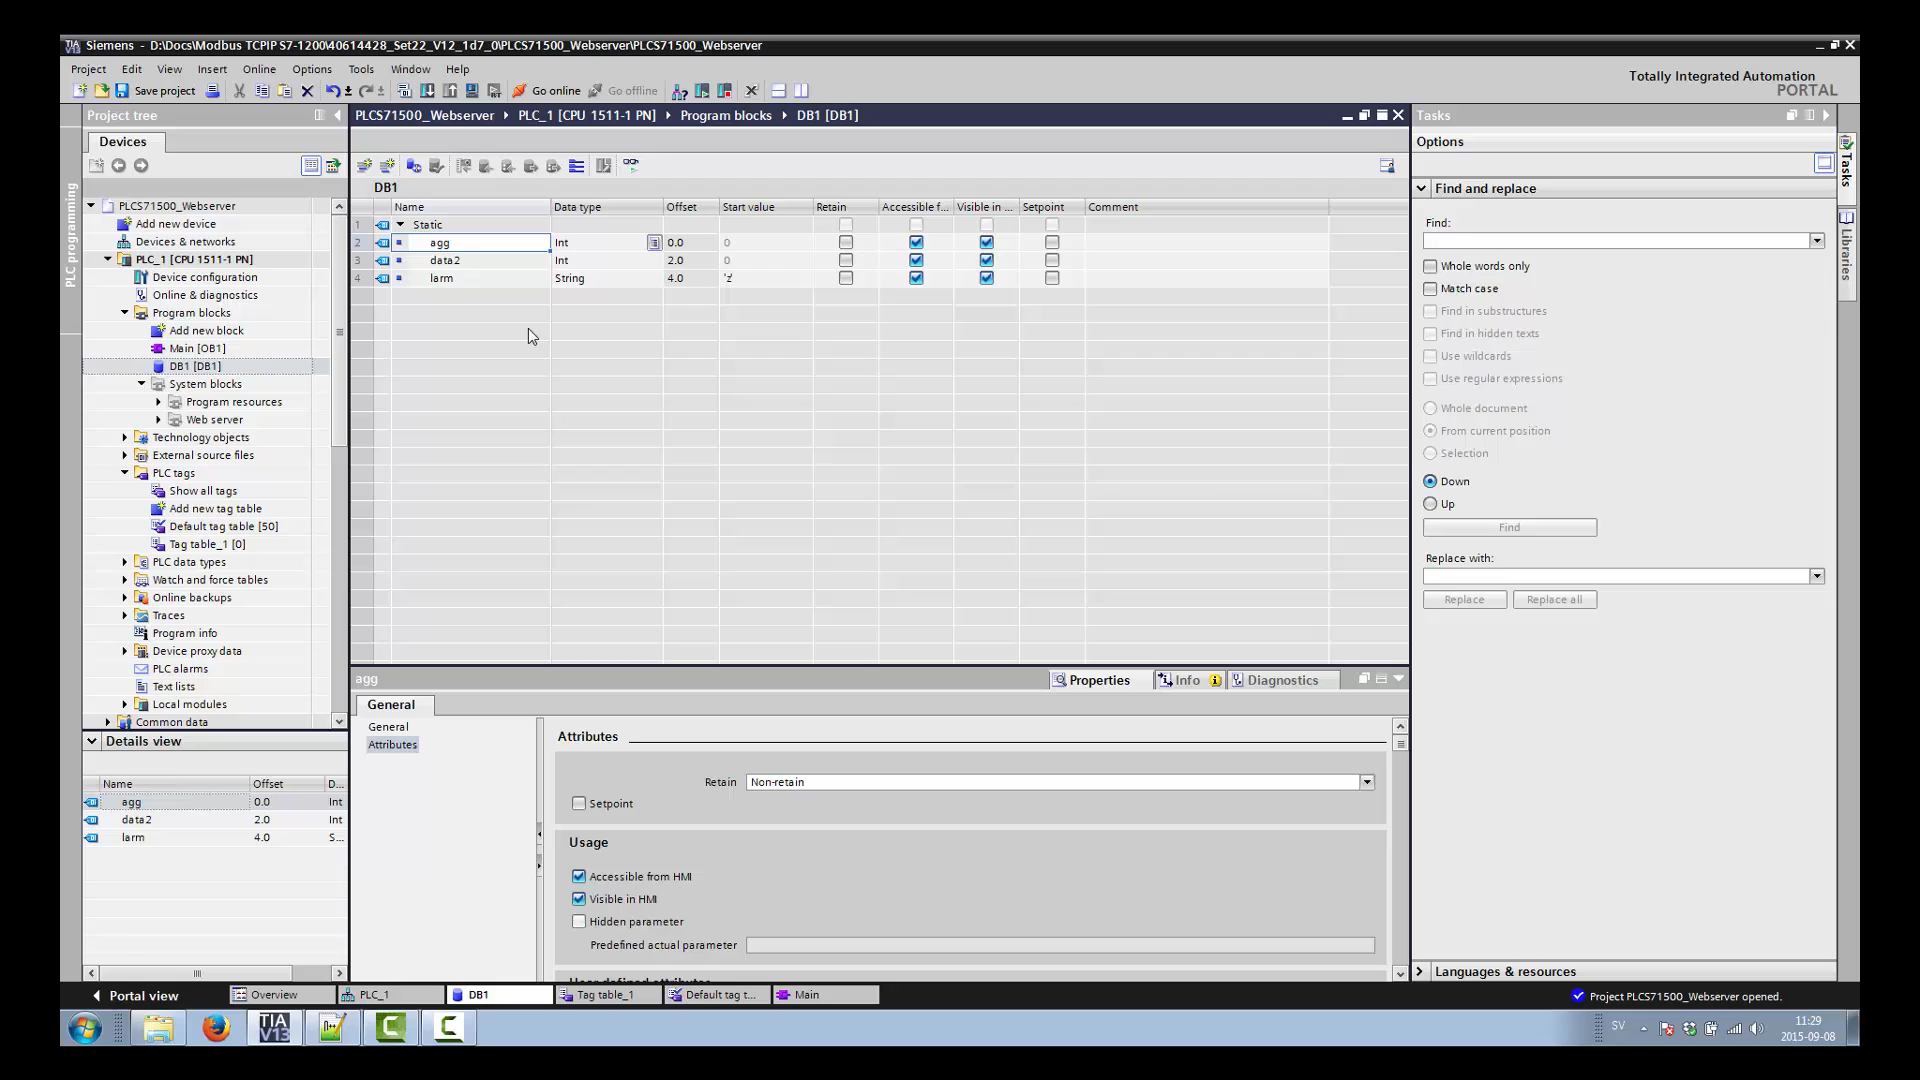 Siemens - D:\Docs\Modbus TCPIP S7-1200\40614428_Set22_V12_1d7_0\PLCS71500_Webserver\PLCS71500_Webserver
Project Edit View Insert Online Options Tools Window Help
Totally Integrated Automation
PORTAL
Save project Go online Go offline
Project tree
PLCS71500_Webserver PLC_1 [CPU 1511-1 PN] Program blocks DB1 [DB1]
Tasks
Devices
Options
PLC programming
PLCS71500_Webserver
Add new device
Devices & networks
PLC_1 [CPU 1511-1 PN]
Device configuration
Online & diagnostics
Program blocks
Add new block
Main [OB1]
DB1 [DB1]
System blocks
Program resources
Web server
Technology objects
External source files
PLC tags
Show all tags
Add new tag table
Default tag table [50]
Tag table_1 [0]
PLC data types
Watch and force tables
Online backups
Traces
Program info
Device proxy data
PLC alarms
Text lists
Local modules
Common data
Details view
Name Offset D...
agg 0.0 Int
data2 2.0 Int
larm 4.0 S...
DB1
Name Data type Offset Start value Retain Accessible f... Visible in ... Setpoint Comment
1 Static
2 agg Int 0.0 0
3 data2 Int 2.0 0
4 larm String 4.0 'z'
agg
Properties Info Diagnostics
General
General
Attributes
Attributes
Retain Non-retain
Setpoint
Usage
Accessible from HMI
Visible in HMI
Hidden parameter
Predefined actual parameter
Find and replace
Find:
Whole words only
Match case
Find in substructures
Find in hidden texts
Use wildcards
Use regular expressions
Whole document
From current position
Selection
Down
Up
Find
Replace with:
Replace Replace all
Languages & resources
Tasks
Libraries
Portal view Overview PLC_1 DB1 Tag table_1 Default tag t... Main
Project PLCS71500_Webserver opened.
TIA
V13
SV
11:29
2015-09-08